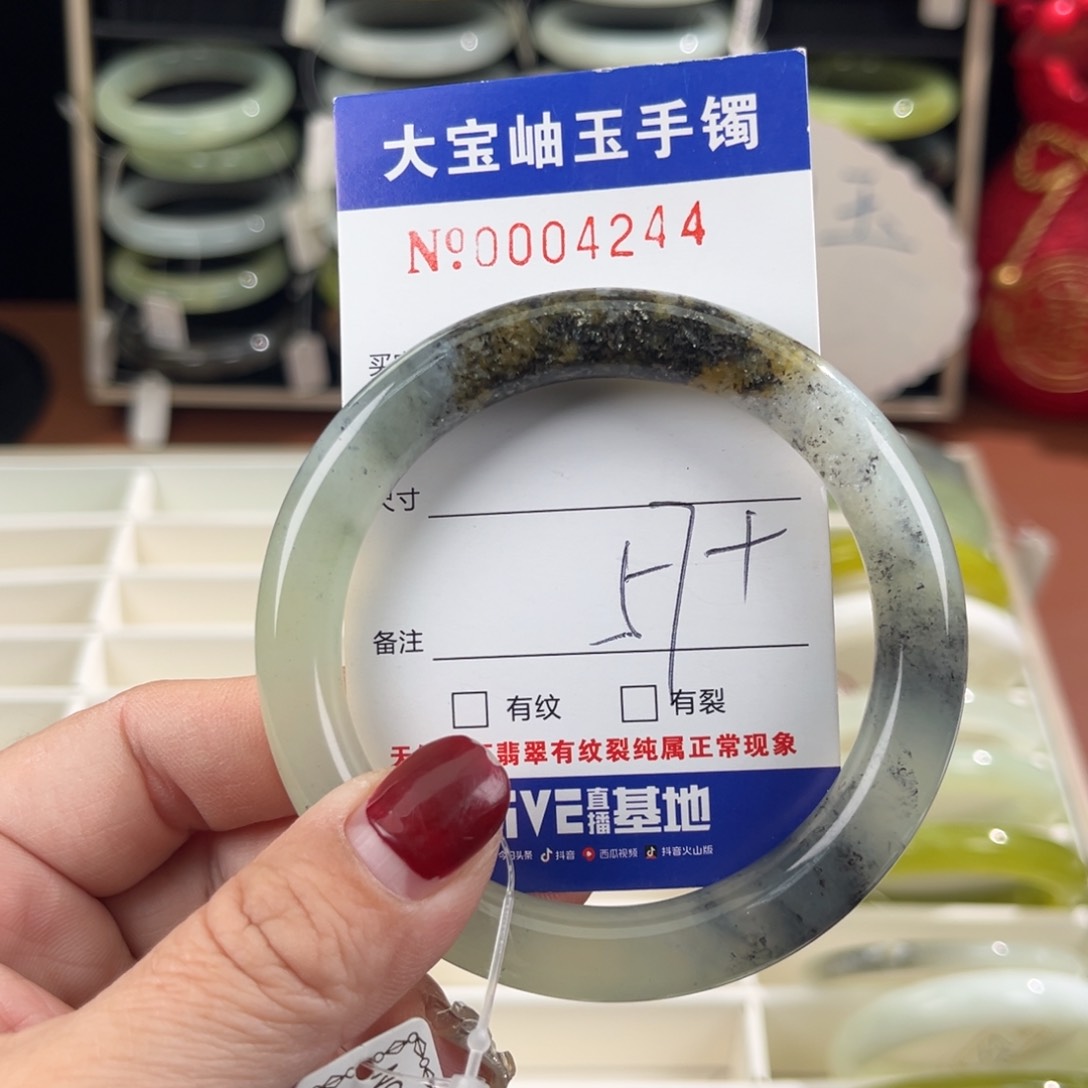 大宝岫玉手镯
玉
№0004244
尺寸
57+
备注
□ 有纹 □ 有裂
翡翠有纹裂纯属正常现象
直播基地
抖音 西瓜视频 抖音火山版